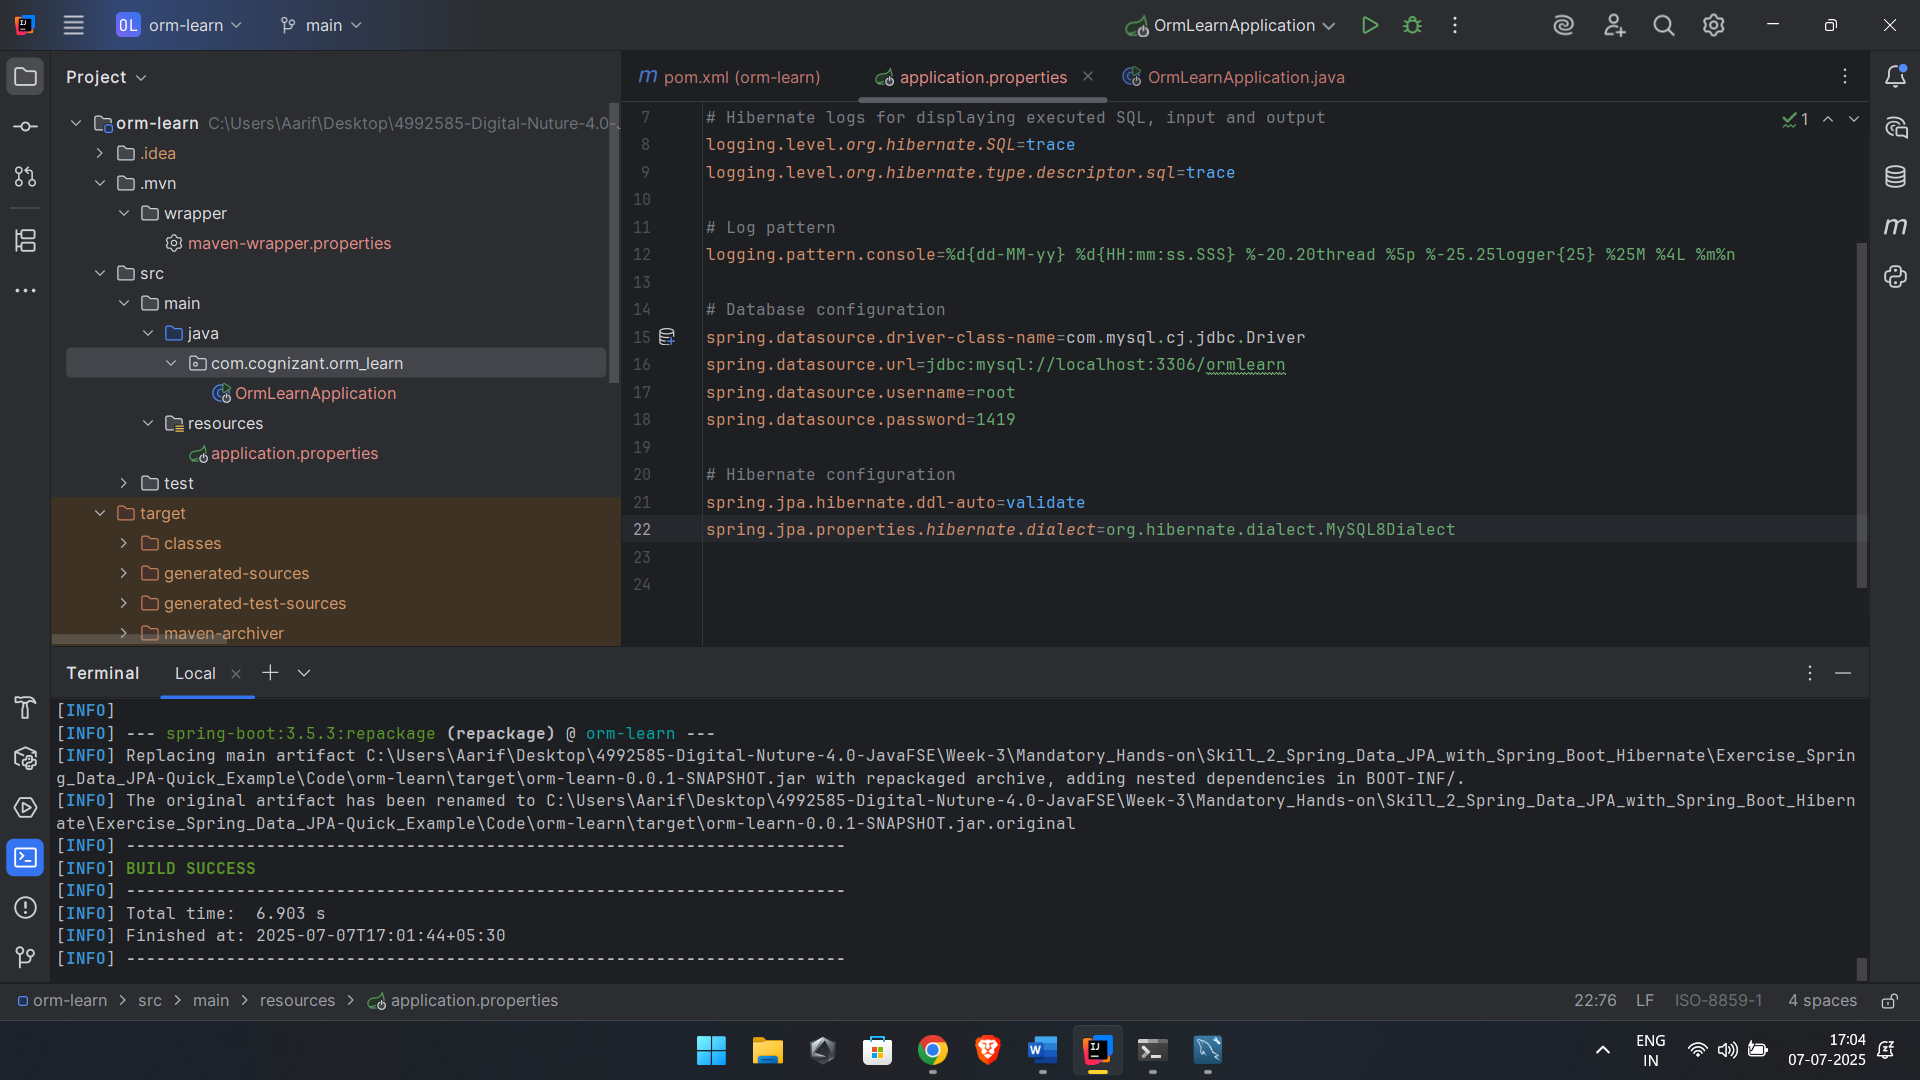 OL orm-learn main OrmLearnApplication
Project
orm-learn C:\Users\Aarif\Desktop\4992585-Digital-Nuture-4.0-
.idea
.mvn
wrapper
maven-wrapper.properties
src
main
java
com.cognizant.orm_learn
OrmLearnApplication
resources
application.properties
test
target
classes
generated-sources
generated-test-sources
maven-archiver
m pom.xml (orm-learn) application.properties OrmLearnApplication.java
1
7 # Hibernate logs for displaying executed SQL, input and output
8 logging.level.org.hibernate.SQL=trace
9 logging.level.org.hibernate.type.descriptor.sql=trace
10
11 # Log pattern
12 logging.pattern.console=%d{dd-MM-yy} %d{HH:mm:ss.SSS} %-20.20thread %5p %-25.25logger{25} %25M %4L %m%n
13
14 # Database configuration
15 spring.datasource.driver-class-name=com.mysql.cj.jdbc.Driver
16 spring.datasource.url=jdbc:mysql://localhost:3306/ormlearn
17 spring.datasource.username=root
18 spring.datasource.password=1419
19
20 # Hibernate configuration
21 spring.jpa.hibernate.ddl-auto=validate
22 spring.jpa.properties.hibernate.dialect=org.hibernate.dialect.MySQL8Dialect
23
24
m
Terminal Local
[INFO]
[INFO] --- spring-boot:3.5.3:repackage (repackage) @ orm-learn ---
[INFO] Replacing main artifact C:\Users\Aarif\Desktop\4992585-Digital-Nuture-4.0-JavaFSE\Week-3\Mandatory_Hands-on\Skill_2_Spring_Data_JPA_with_Spring_Boot_Hibernate\Exercise_Sprin
g_Data_JPA-Quick_Example\Code\orm-learn\target\orm-learn-0.0.1-SNAPSHOT.jar with repackaged archive, adding nested dependencies in BOOT-INF/.
[INFO] The original artifact has been renamed to C:\Users\Aarif\Desktop\4992585-Digital-Nuture-4.0-JavaFSE\Week-3\Mandatory_Hands-on\Skill_2_Spring_Data_JPA_with_Spring_Boot_Hibern
ate\Exercise_Spring_Data_JPA-Quick_Example\Code\orm-learn\target\orm-learn-0.0.1-SNAPSHOT.jar.original
[INFO] ------------------------------------------------------------------------
[INFO] BUILD SUCCESS
[INFO] ------------------------------------------------------------------------
[INFO] Total time:  6.903 s
[INFO] Finished at: 2025-07-07T17:01:44+05:30
[INFO] ------------------------------------------------------------------------
orm-learn > src > main > resources > application.properties 22:76 LF ISO-8859-1 4 spaces
ENG
IN
17:04
07-07-2025